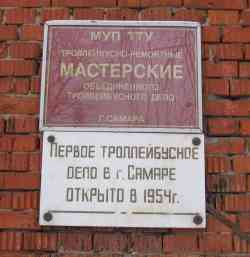 МУП ТТУ
ТРОЛЛЕЙБУСНО-РЕМОНТНЫЕ
МАСТЕРСКИЕ
ОБЪЕДИНЕННОГО
ТРОЛЛЕЙБУСНОГО ДЕПО
Г. САМАРА
ПЕРВОЕ ТРОЛЛЕЙБУСНОЕ
ДЕПО В Г. САМАРЕ
ОТКРЫТО В 1954Г.